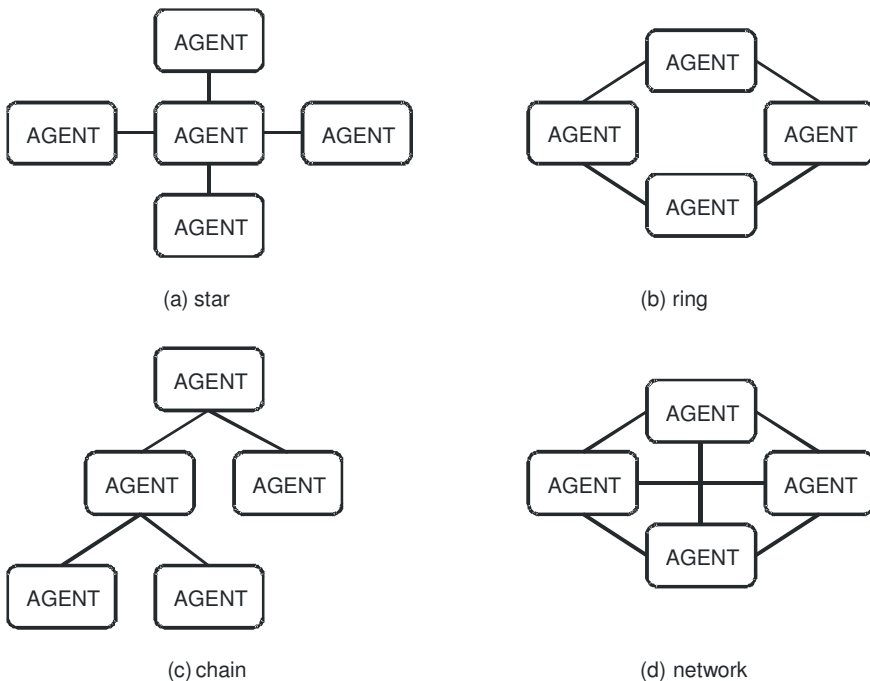 AGENT
AGENT AGENT AGENT
AGENT
(a) star
AGENT
AGENT AGENT
AGENT
(b) ring
AGENT
AGENT AGENT
AGENT AGENT
(c) chain
AGENT
AGENT AGENT
AGENT
(d) network